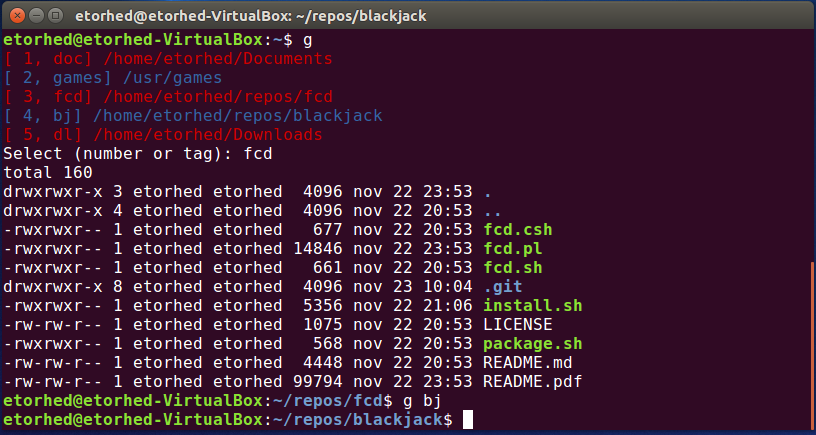 etorhed@etorhed-VirtualBox: ~/repos/blackjack
etorhed@etorhed-VirtualBox:~$ g
[ 1, doc] /home/etorhed/Documents
[ 2, games] /usr/games
[ 3, fcd] /home/etorhed/repos/fcd
[ 4, bj] /home/etorhed/repos/blackjack
[ 5, dl] /home/etorhed/Downloads
Select (number or tag): fcd
total 160
drwxrwxr-x 3 etorhed etorhed  4096 nov 22 23:53 .
drwxrwxr-x 4 etorhed etorhed  4096 nov 22 20:53 ..
-rwxrwxr-- 1 etorhed etorhed   677 nov 22 20:53 fcd.csh
-rwxrwxr-- 1 etorhed etorhed 14846 nov 22 23:53 fcd.pl
-rwxrwxr-- 1 etorhed etorhed   661 nov 22 20:53 fcd.sh
drwxrwxr-x 8 etorhed etorhed  4096 nov 23 10:04 .git
-rwxrwxr-- 1 etorhed etorhed  5356 nov 22 21:06 install.sh
-rw-rw-r-- 1 etorhed etorhed  1075 nov 22 20:53 LICENSE
-rwxrwxr-- 1 etorhed etorhed   568 nov 22 20:53 package.sh
-rw-rw-r-- 1 etorhed etorhed  4448 nov 22 20:53 README.md
-rw-rw-r-- 1 etorhed etorhed 99794 nov 22 23:53 README.pdf
etorhed@etorhed-VirtualBox:~/repos/fcd$ g bj
etorhed@etorhed-VirtualBox:~/repos/blackjack$